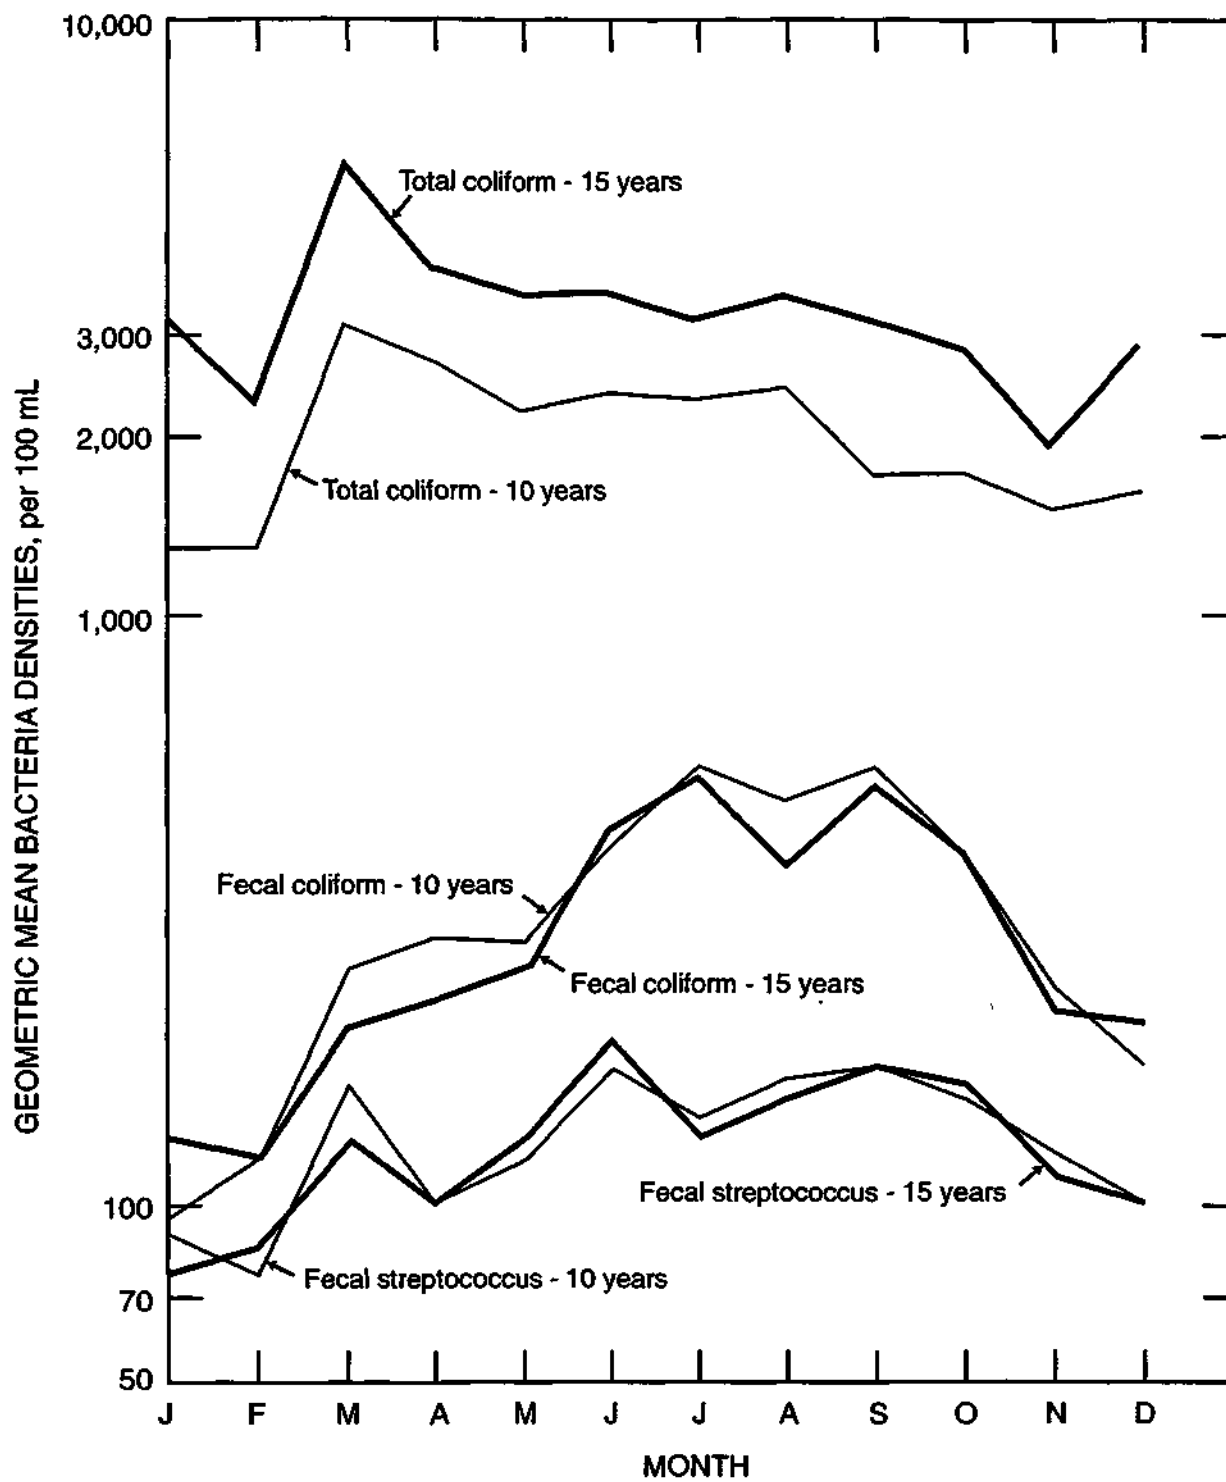 10,000
Total coliform - 15 years
3,000
2,000
Total coliform - 10 years
1,000
GEOMETRIC MEAN BACTERIA DENSITIES, per 100 mL
Fecal coliform - 10 years
Fecal coliform - 15 years
Fecal streptococcus - 15 years
100
Fecal streptococcus - 10 years
70
50
J F M A M J J A S O N D
MONTH